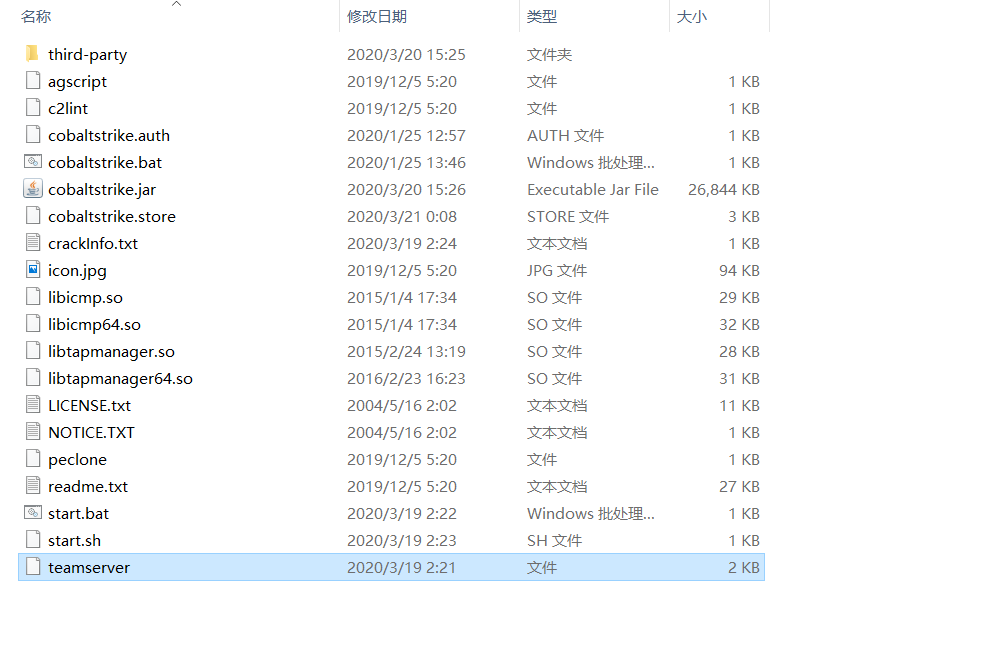 名称 修改日期 类型 大小
third-party 2020/3/20 15:25 文件夹
agscript 2019/12/5 5:20 文件 1 KB
c2lint 2019/12/5 5:20 文件 1 KB
cobaltstrike.auth 2020/1/25 12:57 AUTH 文件 1 KB
cobaltstrike.bat 2020/1/25 13:46 Windows 批处理... 1 KB
cobaltstrike.jar 2020/3/20 15:26 Executable Jar File 26,844 KB
cobaltstrike.store 2020/3/21 0:08 STORE 文件 3 KB
crackInfo.txt 2020/3/19 2:24 文本文档 1 KB
icon.jpg 2019/12/5 5:20 JPG 文件 94 KB
libicmp.so 2015/1/4 17:34 SO 文件 29 KB
libicmp64.so 2015/1/4 17:34 SO 文件 32 KB
libtapmanager.so 2015/2/24 13:19 SO 文件 28 KB
libtapmanager64.so 2016/2/23 16:23 SO 文件 31 KB
LICENSE.txt 2004/5/16 2:02 文本文档 11 KB
NOTICE.TXT 2004/5/16 2:02 文本文档 1 KB
peclone 2019/12/5 5:20 文件 1 KB
readme.txt 2019/12/5 5:20 文本文档 27 KB
start.bat 2020/3/19 2:22 Windows 批处理... 1 KB
start.sh 2020/3/19 2:23 SH 文件 1 KB
teamserver 2020/3/19 2:21 文件 2 KB